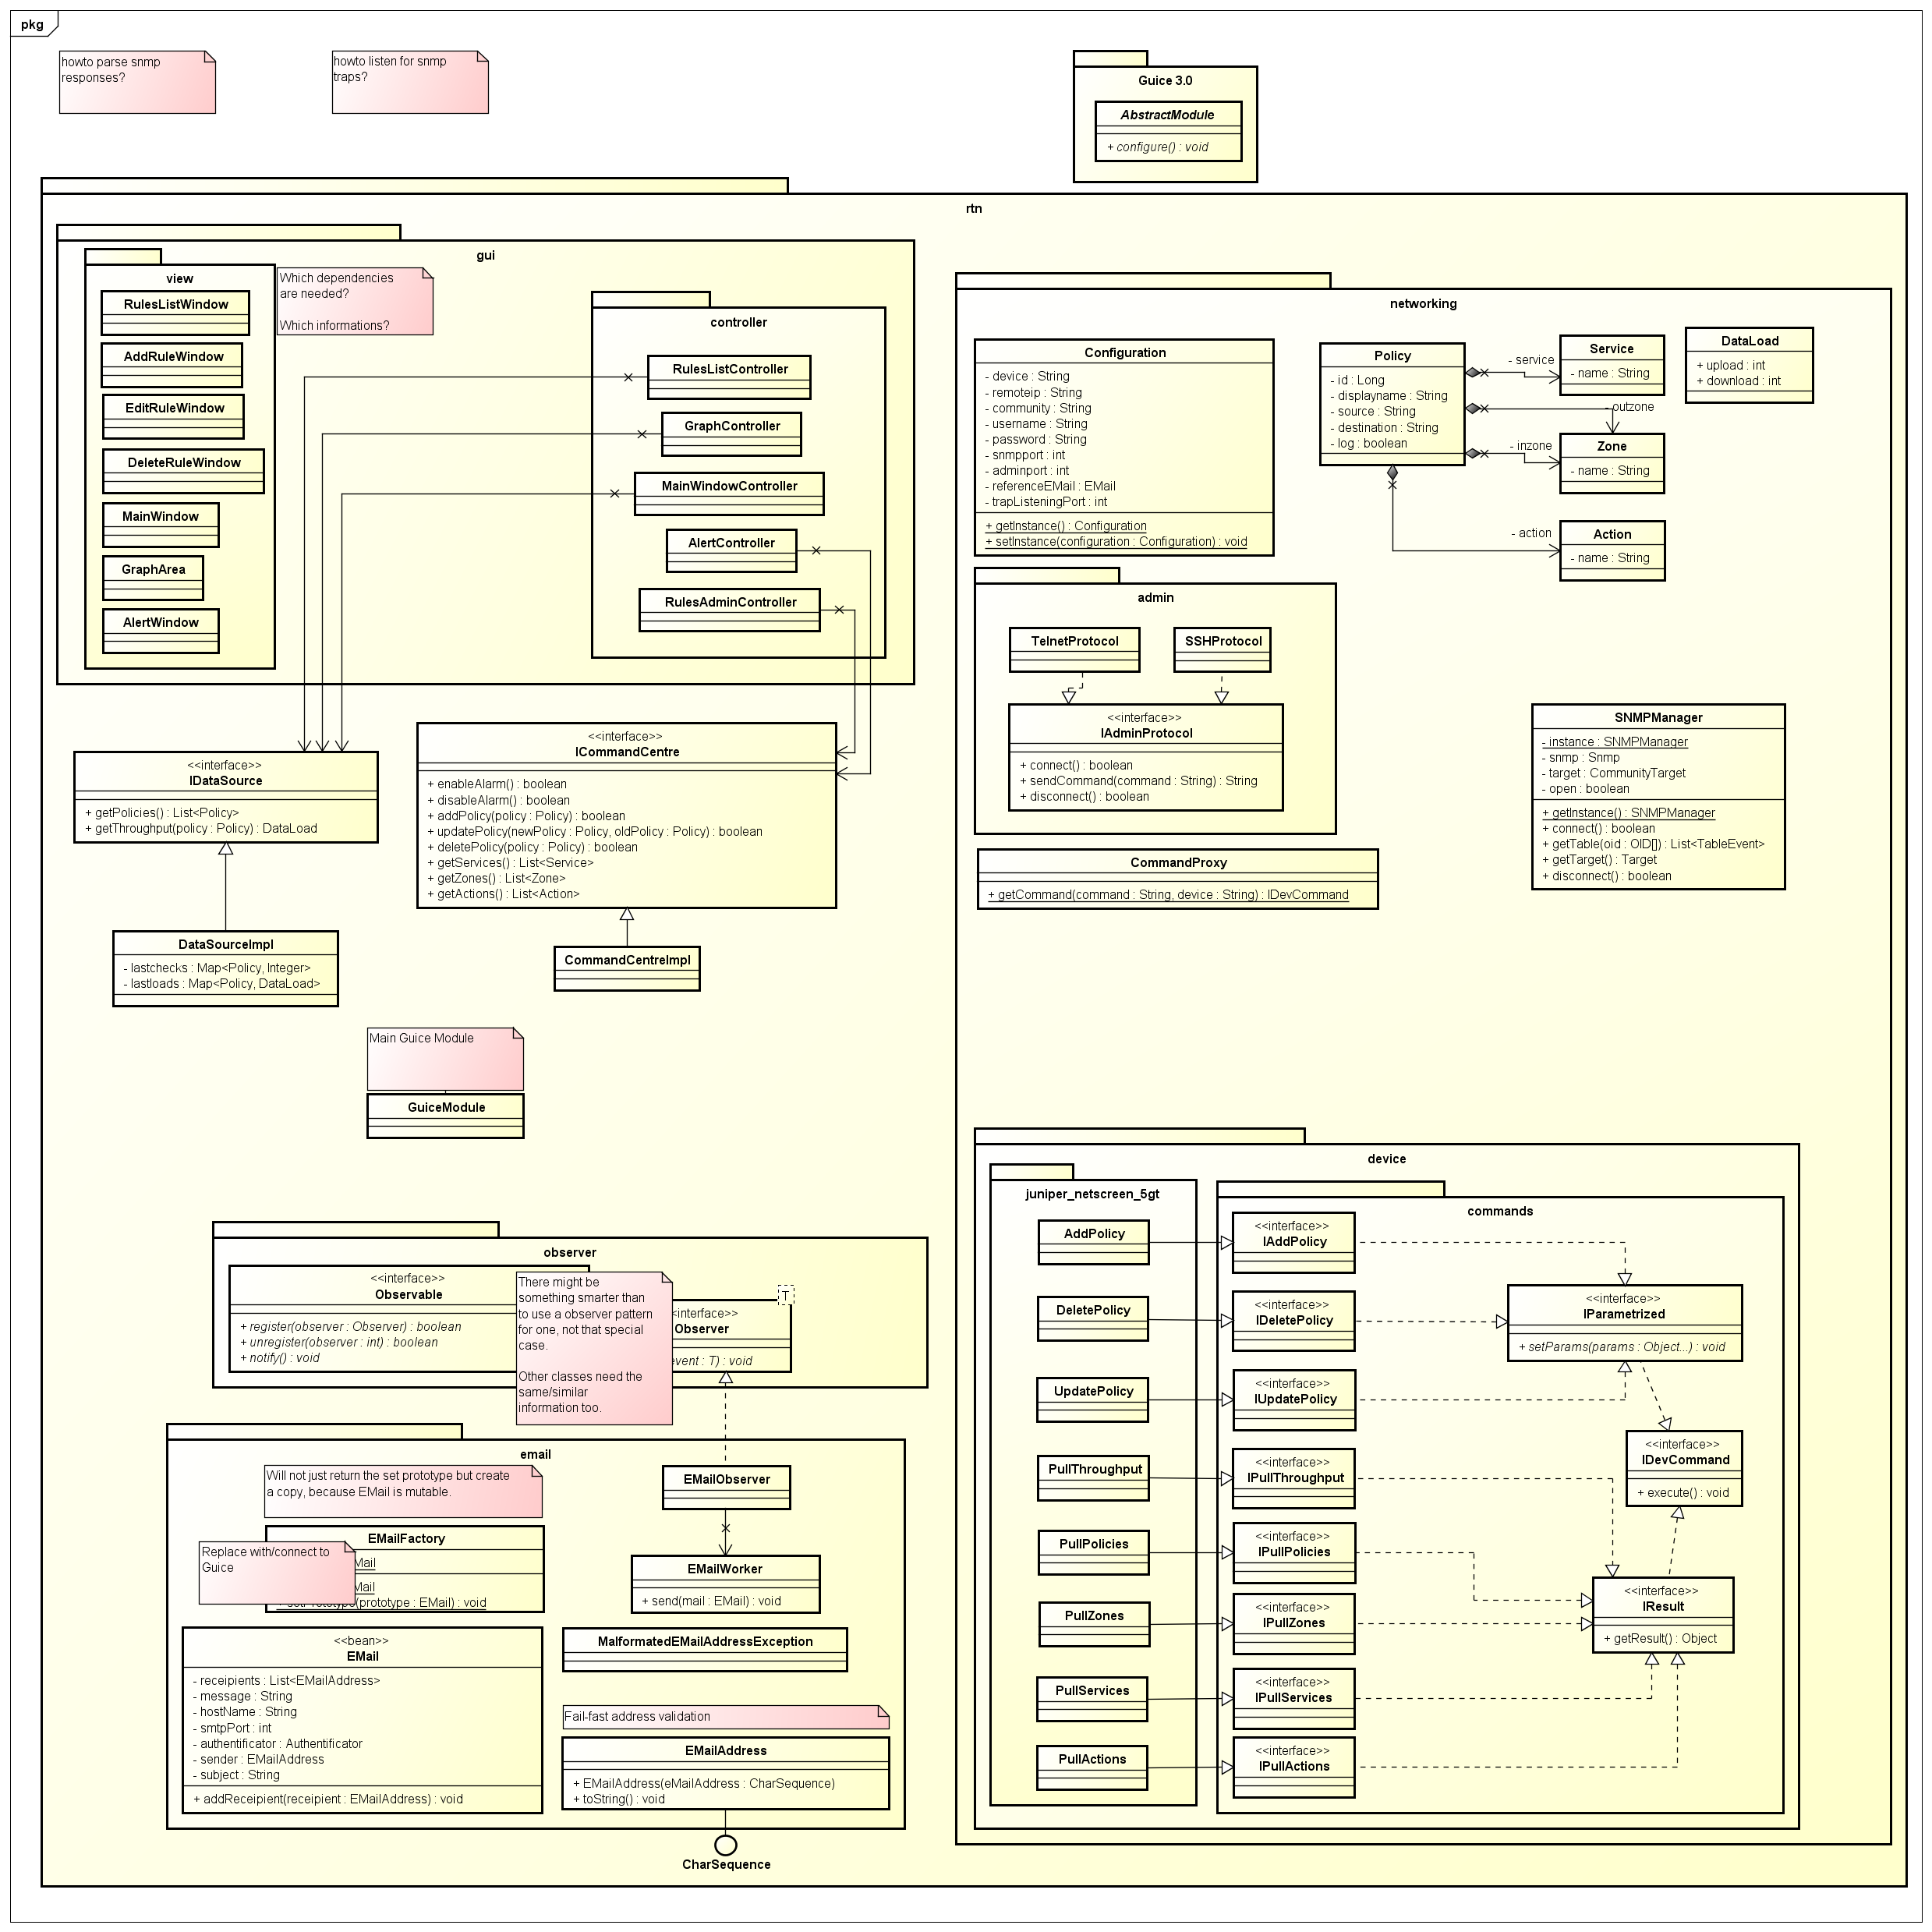 pkg
howto parse snmp
responses?
howto listen for snmp
traps?
Guice 3.0
AbstractModule
+ configure() : void
rtn
gui
view
RulesListWindow
AddRuleWindow
EditRuleWindow
DeleteRuleWindow
MainWindow
GraphArea
AlertWindow
Which dependencies
are needed?
Which informations?
controller
RulesListController
GraphController
MainWindowController
AlertController
RulesAdminController
<<interface>>
IDataSource
+ getPolicies() : List<Policy>
+ getThroughput(policy : Policy) : DataLoad
<<interface>>
ICommandCentre
+ enableAlarm() : boolean
+ disableAlarm() : boolean
+ addPolicy(policy : Policy) : boolean
+ updatePolicy(newPolicy : Policy, oldPolicy : Policy) : boolean
+ deletePolicy(policy : Policy) : boolean
+ getServices() : List<Service>
+ getZones() : List<Zone>
+ getActions() : List<Action>
DataSourceImpl
- lastchecks : Map<Policy, Integer>
- lastloads : Map<Policy, DataLoad>
CommandCentreImpl
Main Guice Module
GuiceModule
observer
<<interface>>
Observable
+ register(observer : Observer) : boolean
+ unregister(observer : int) : boolean
+ notify() : void
There might be
something smarter than
to use a observer pattern
for one, not that special
case.
Other classes need the
same/similar
information too.
T
<interface>>
Observer
event : T) : void
email
Will not just return the set prototype but create
a copy, because EMail is mutable.
EMailFactory
Mail
Mail
(prototype : EMail) : void
Replace with/connect to
Guice
<<bean>>
EMail
- receipients : List<EMailAddress>
- message : String
- hostName : String
- smtpPort : int
- authentificator : Authentificator
- sender : EMailAddress
- subject : String
+ addReceipient(receipient : EMailAddress) : void
EMailObserver
EMailWorker
+ send(mail : EMail) : void
MalformatedEMailAddressException
Fail-fast address validation
EMailAddress
+ EMailAddress(eMailAddress : CharSequence)
+ toString() : void
CharSequence
networking
Configuration
- device : String
- remoteip : String
- community : String
- username : String
- password : String
- snmpport : int
- adminport : int
- referenceEMail : EMail
- trapListeningPort : int
+ getInstance() : Configuration
+ setInstance(configuration : Configuration) : void
Policy
- id : Long
- displayname : String
- source : String
- destination : String
- log : boolean
- service
- outzone
- inzone
- action
Service
- name : String
Zone
- name : String
Action
- name : String
DataLoad
+ upload : int
+ download : int
admin
TelnetProtocol
SSHProtocol
<<interface>>
IAdminProtocol
+ connect() : boolean
+ sendCommand(command : String) : String
+ disconnect() : boolean
CommandProxy
+ getCommand(command : String, device : String) : IDevCommand
SNMPManager
- instance : SNMPManager
- snmp : Snmp
- target : CommunityTarget
- open : boolean
+ getInstance() : SNMPManager
+ connect() : boolean
+ getTable(oid : OID[]) : List<TableEvent>
+ getTarget() : Target
+ disconnect() : boolean
device
juniper_netscreen_5gt
AddPolicy
DeletePolicy
UpdatePolicy
PullThroughput
PullPolicies
PullZones
PullServices
PullActions
commands
<<interface>>
IAddPolicy
<<interface>>
IDeletePolicy
<<interface>>
IUpdatePolicy
<<interface>>
IPullThroughput
<<interface>>
IPullPolicies
<<interface>>
IPullZones
<<interface>>
IPullServices
<<interface>>
IPullActions
<<interface>>
IParametrized
+ setParams(params : Object...) : void
<<interface>>
IDevCommand
+ execute() : void
<<interface>>
IResult
+ getResult() : Object